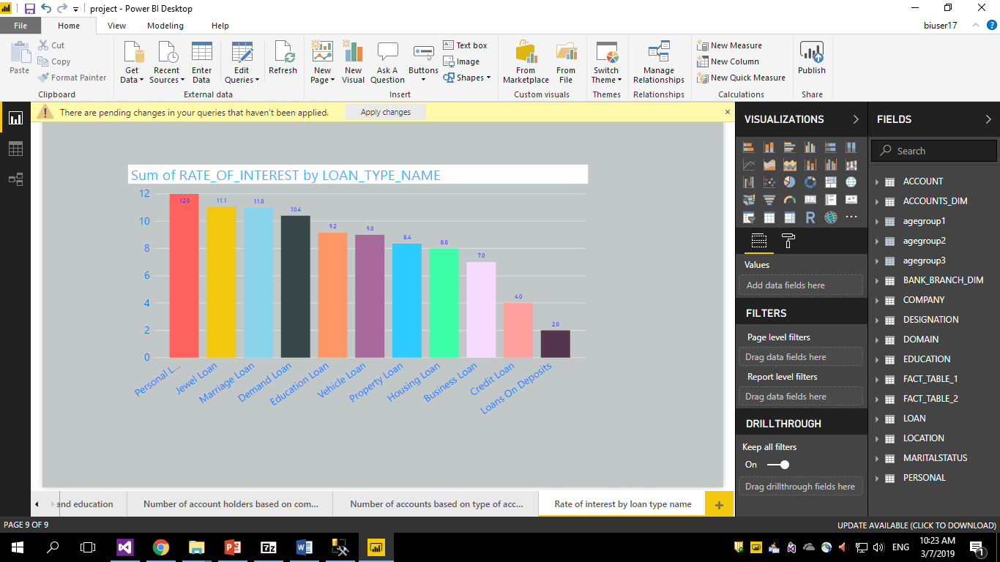 project - Power BI Desktop
File Home View Modeling Help biuser17
Paste Cut Copy Format Painter
Get Data Recent Sources Enter Data Edit Queries Refresh
New Page New Visual Ask A Question Buttons Text box Image Shapes
From Marketplace From File Switch Theme Manage Relationships
New Measure New Column New Quick Measure Publish
Clipboard External data Insert Custom visuals Themes Relationships Calculations Share
There are pending changes in your queries that haven't been applied. Apply changes
Sum of RATE_OF_INTEREST by LOAN_TYPE_NAME
12
10
8
6
4
2
0
12.0 11.1 11.0 10.4 9.2 9.0 8.4 8.0 7.0 4.0 2.0
Personal L... Jewel Loan Marriage Loan Demand Loan Education Loan Vehicle Loan Property Loan Housing Loan Business Loan Credit Loan Loans On Deposits
VISUALIZATIONS
R
Values
Add data fields here
FILTERS
Page level filters
Drag data fields here
Report level filters
Drag data fields here
DRILLTHROUGH
Keep all filters
On
Drag drillthrough fields here
FIELDS
Search
ACCOUNT
ACCOUNTS_DIM
agegroup1
agegroup2
agegroup3
BANK_BRANCH_DIM
COMPANY
DESIGNATION
DOMAIN
EDUCATION
FACT_TABLE_1
FACT_TABLE_2
LOAN
LOCATION
MARITALSTATUS
PERSONAL
and education Number of account holders based on com... Number of accounts based on type of acc... Rate of interest by loan type name
PAGE 9 OF 9 UPDATE AVAILABLE (CLICK TO DOWNLOAD)
7z ENG 10:23 AM
3/7/2019 1